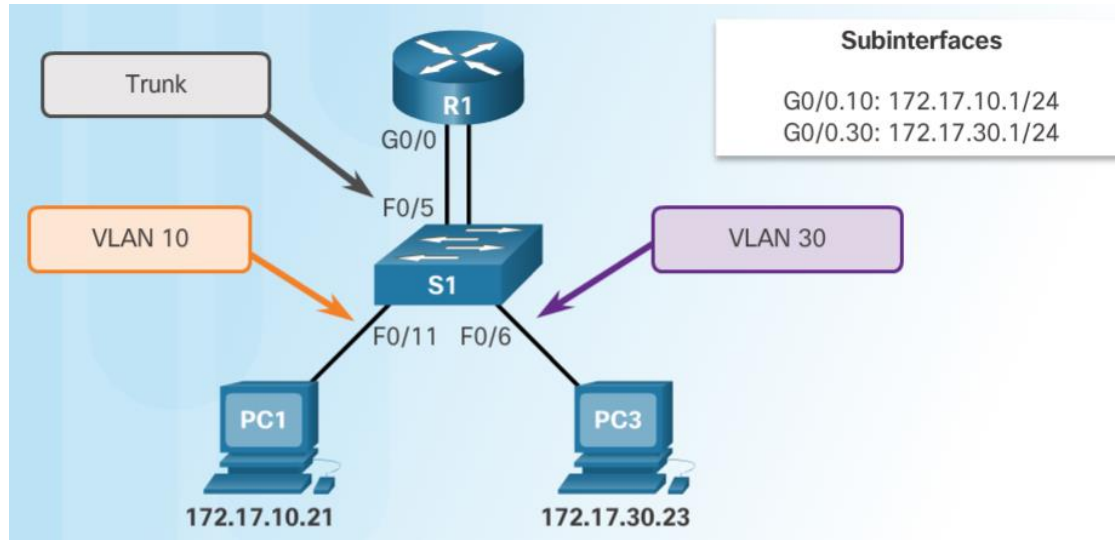 Subinterfaces
G0/0.10: 172.17.10.1/24
G0/0.30: 172.17.30.1/24
Trunk
R1
G0/0
F0/5
VLAN 10
VLAN 30
S1
F0/11 F0/6
PC1
PC3
172.17.10.21
172.17.30.23